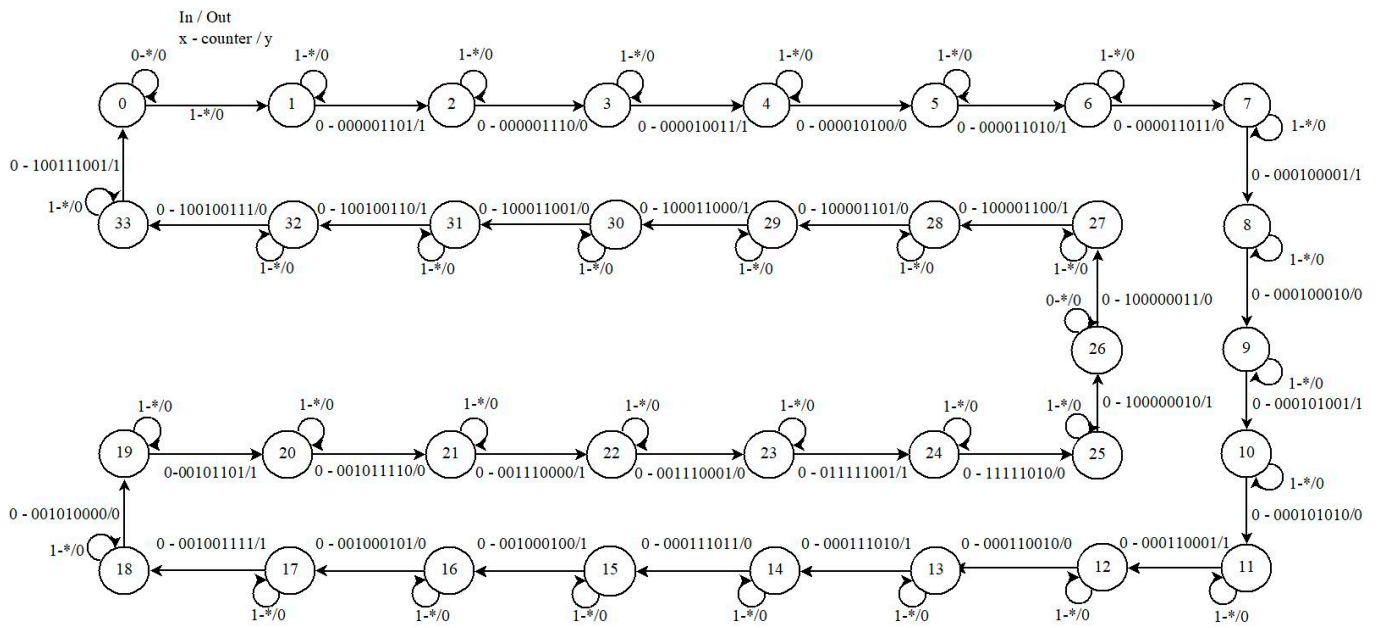 In / Out
x - counter / y
0-*/0 1-*/0 1-*/0 1-*/0 1-*/0 1-*/0 1-*/0
0 1 2 3 4 5 6 7
1-*/0 0 - 000001101/1 0 - 000001110/0 0 - 000010011/1 0 - 000010100/0 0 - 000011010/1 0 - 000011011/0 1-*/0
0 - 100111001/1 0 - 000100001/1
1-*/0 0 - 100100111/0 0 - 100100110/1 0 - 100011001/0 0 - 100011000/1 0 - 100001101/0 0 - 100001100/1
33 32 31 30 29 28 27 8
1-*/0 1-*/0 1-*/0 1-*/0 1-*/0 1-*/0 1-*/0
0-*/0 0 - 100000011/0 0 - 000100010/0
26 9
1-*/0
0 - 100000010/1 0 - 000101001/1
1-*/0 1-*/0 1-*/0 1-*/0 1-*/0 1-*/0 1-*/0
19 20 21 22 23 24 25 10
0-00101101/1 0 - 001011110/0 0 - 001110000/1 0 - 001110001/0 0 - 011111001/1 0 - 11111010/0 1-*/0
0 - 001010000/0 0 - 000101010/0
1-*/0 0 - 001001111/1 0 - 001000101/0 0 - 001000100/1 0 - 000111011/0 0 - 000111010/1 0 - 000110010/0 0 - 000110001/1
18 17 16 15 14 13 12 11
1-*/0 1-*/0 1-*/0 1-*/0 1-*/0 1-*/0 1-*/0